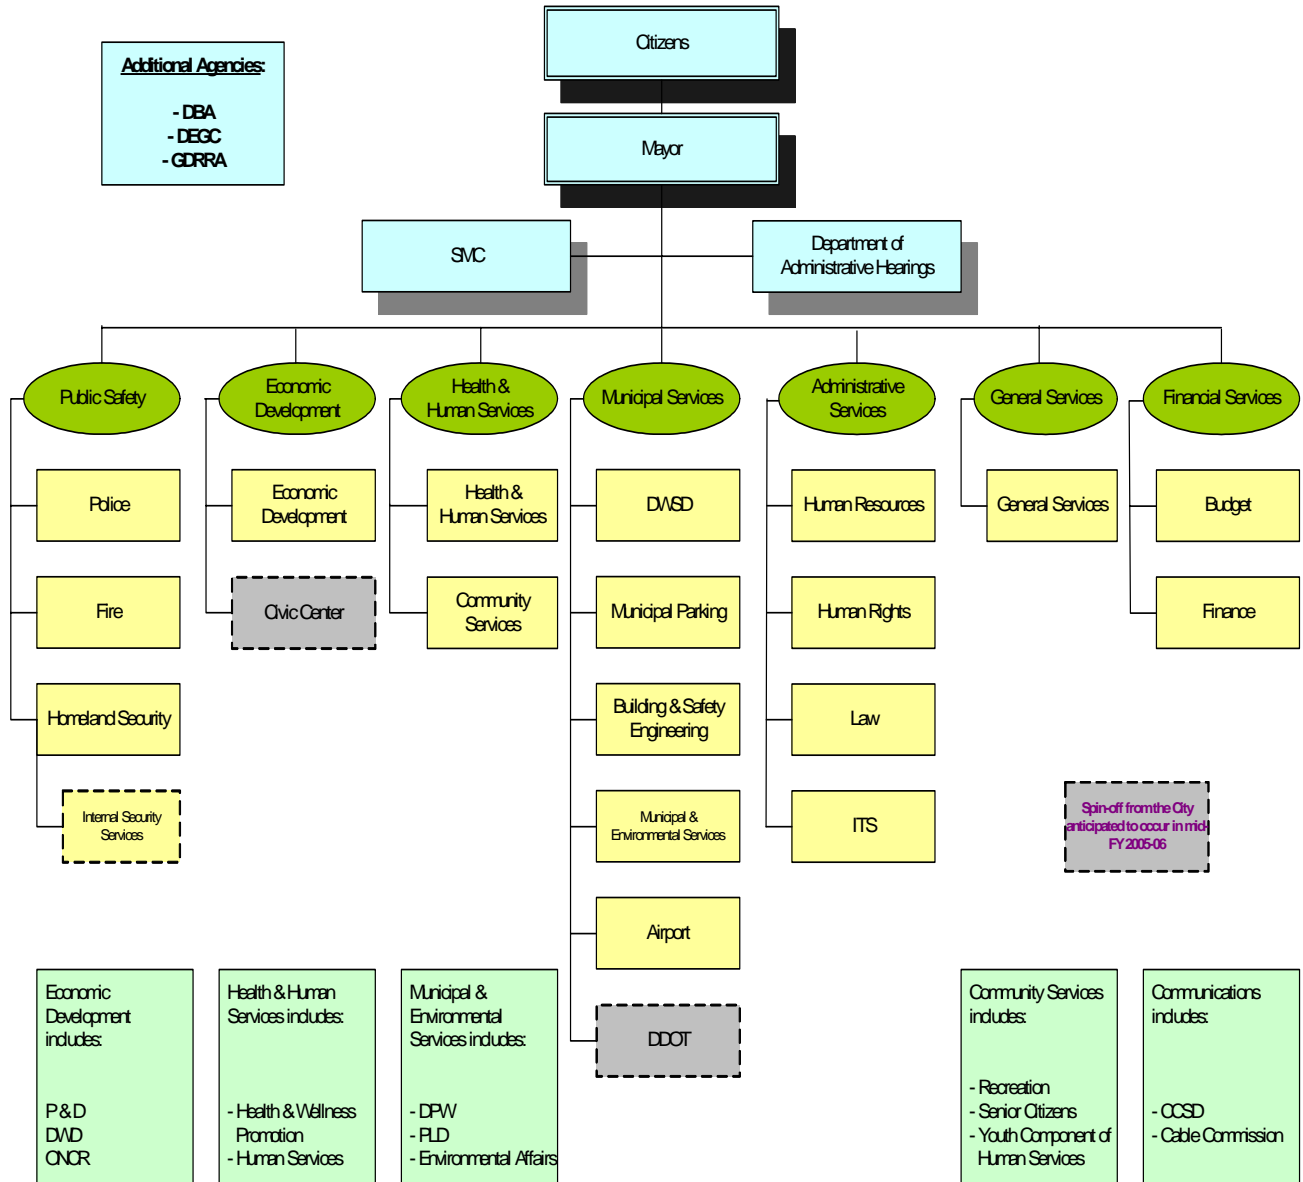 Citizens
Additional Agencies:
- DBA
- DEGC
- GDRRA
Mayor
SMC
Department of
Administrative Hearings
Public Safety
Economic
Development
Health &
Human Services
Municipal Services
Administrative
Services
General Services
Financial Services
Police
Economic
Development
Health &
Human Services
DWSD
Human Resources
General Services
Budget
Fire
Civic Center
Community
Services
Municipal Parking
Human Rights
Finance
Homeland Security
Building & Safety
Engineering
Law
Internal Security
Services
Municipal &
Environmental Services
ITS
Spin-off from the City
anticipated to occur in mid-
FY 2005-06
Airport
DDOT
Economic
Development
includes:
P & D
DWD
ONCR
Health & Human
Services includes:
- Health & Wellness
Promotion
- Human Services
Municipal &
Environmental
Services includes:
- DPW
- PLD
- Environmental Affairs
Community Services
includes:
- Recreation
- Senior Citizens
- Youth Component of
Human Services
Communications
includes:
- CCSD
- Cable Commission